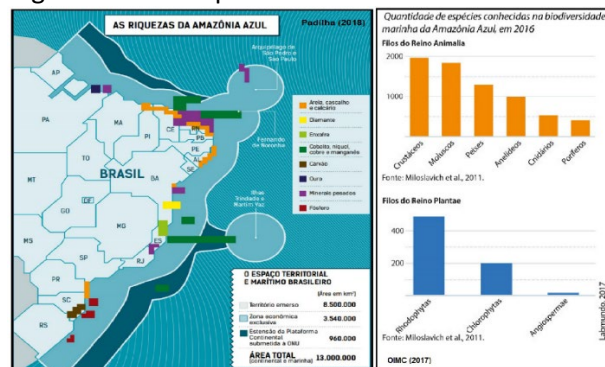 AS RIQUEZAS DA AMAZÔNIA AZUL
Padilha (2018)
Arquipélago de
São Pedro e
São Paulo
AP
PA
MA
CE
RN
PB
PI
PE
AL
SE
TO
BA
MT
BRASIL
DF
GO
MG
MS
ES
SP
RJ
PR
SC
RS
Fernando
de Noronha
Ilhas
Trindade e
Martim Vaz
Areia, cascalho
e calcário
Diamante
Enxofre
Cobalto, níquel,
cobre e manganês
Carvão
Ouro
Minerais pesados
Fósforo
O ESPAÇO TERRITORIAL
E MARÍTIMO BRASILEIRO
(Área em km²)
Território emerso 8.500.000
Zona econômica
exclusiva 3.540.000
Extensão da Plataforma
Continental
submetida a ONU 960.000
ÁREA TOTAL
(continental e marinha) 13.000.000
Quantidade de espécies conhecidas na biodiversidade
marinha da Amazônia Azul, em 2016
Filos do Reino Animalia
2000
1000
Crustáceos
Moluscos
Peixes
Anelídeos
Cnidários
Poríferos
Fonte: Miloslavich et al., 2011.
Filos do Reino Plantae
400
200
Rhodophytas
Chlorophytas
Angiospermae
Fonte: Miloslavich et al., 2011.
Labmundo, 2017
OIMC (2017)